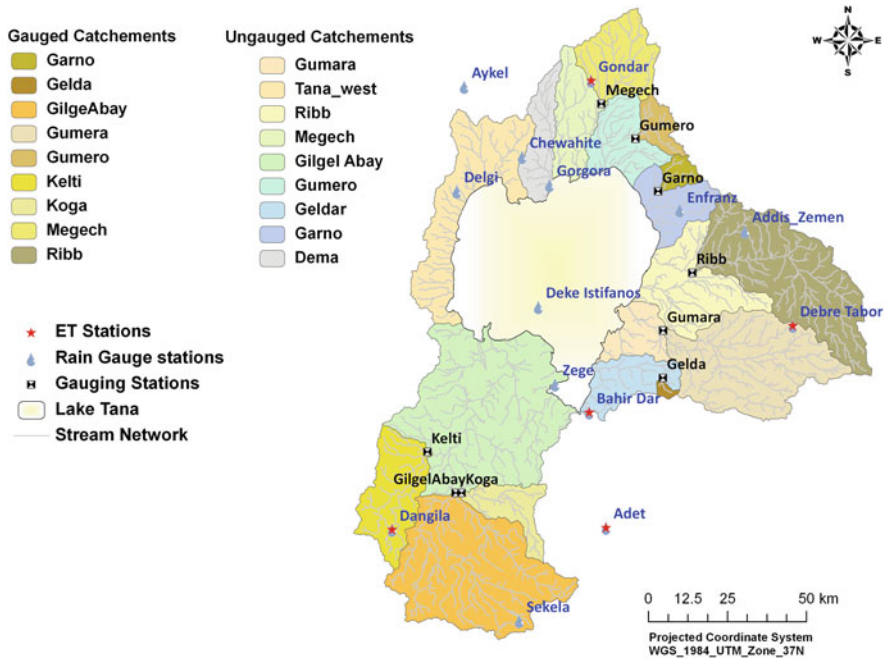 Gauged Catchements
Garno
Gelda
GilgeAbay
Gumera
Gumero
Kelti
Koga
Megech
Ribb
Ungauged Catchements
Gumara
Tana_west
Ribb
Megech
Gilgel Abay
Gumero
Geldar
Garno
Dema
ET Stations
Rain Gauge stations
Gauging Stations
Lake Tana
Stream Network
N
W E
S
Aykel
Gondar
Megech
Gumero
Chewahite
Delgi
Gorgora
Garno
Enfranz
Addis_Zemen
Ribb
Deke Istifanos
Gumara
Debre Tabor
Gelda
Zege
Bahir Dar
Kelti
GilgelAbayKoga
Dangila
Adet
Sekela
0 12.5 25 50 km
Projected Coordinate System
WGS_1984_UTM_Zone_37N